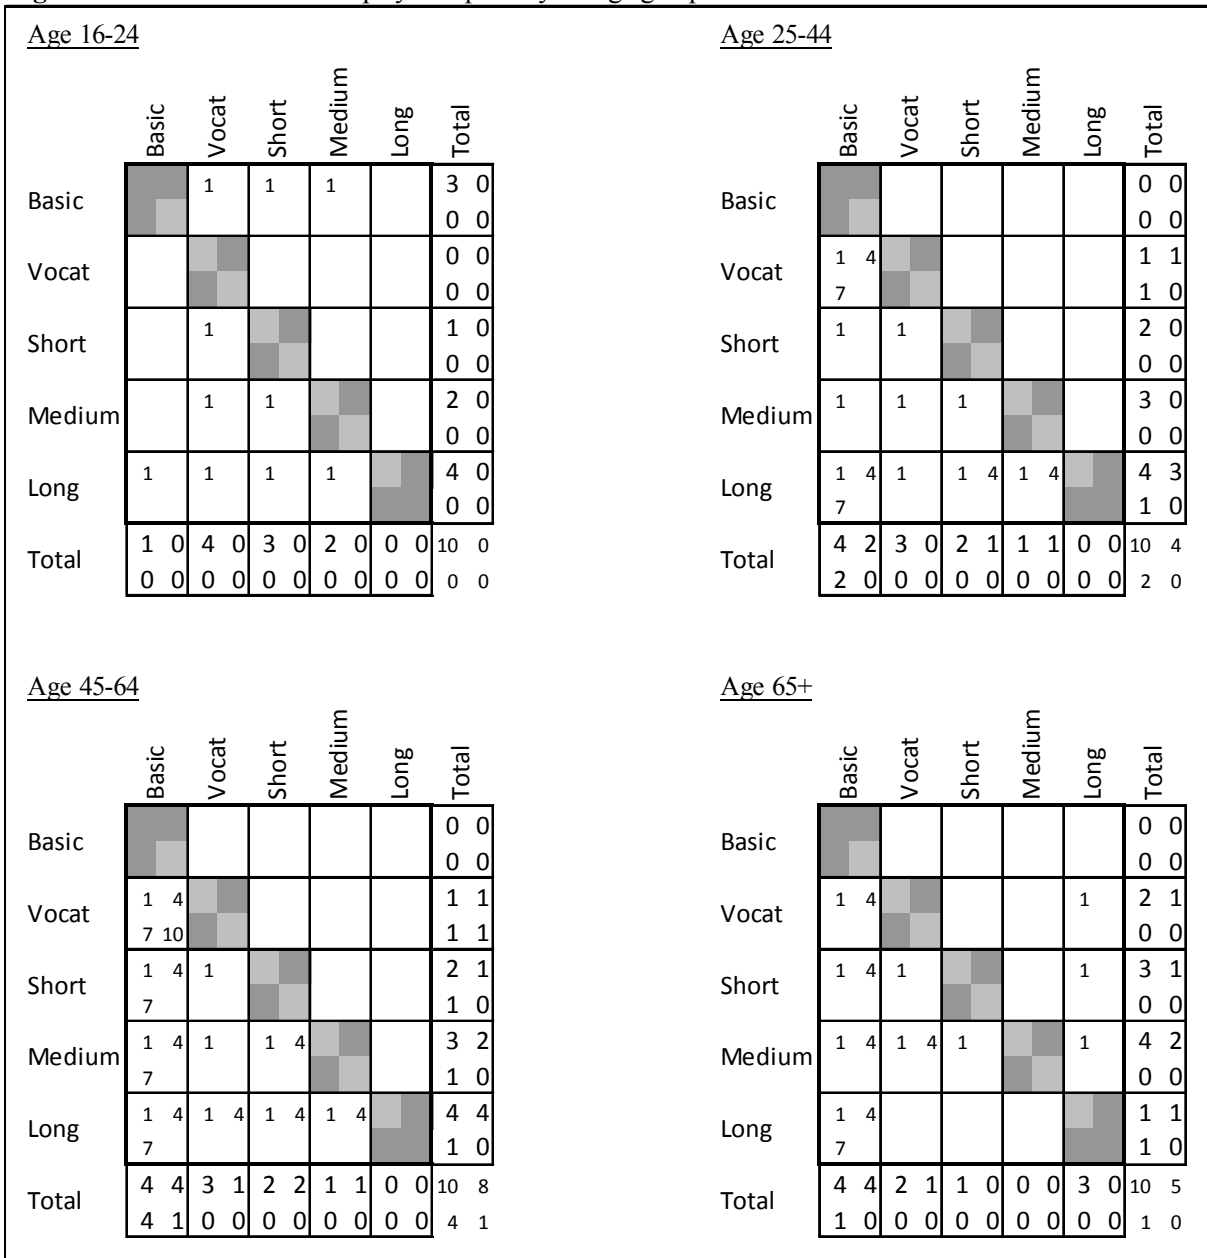 Age 16-24
Basic Vocat Short Medium Long Total
Basic 1 1 1 3 0
0 0
Vocat 0 0
0 0
Short 1 1 0
0 0
Medium 1 1 2 0
0 0
Long 1 1 1 1 4 0
0 0
Total 1 0 4 0 3 0 2 0 0 0 10 0
0 0 0 0 0 0 0 0 0 0 0 0
Age 25-44
Basic Vocat Short Medium Long Total
Basic 0 0
0 0
Vocat 1 4 1 1
7 1 0
Short 1 1 2 0
0 0
Medium 1 1 1 3 0
0 0
Long 1 4 1 1 4 1 4 4 3
7 1 0
Total 4 2 3 0 2 1 1 1 0 0 10 4
2 0 0 0 0 0 0 0 0 0 2 0
Age 45-64
Basic Vocat Short Medium Long Total
Basic 0 0
0 0
Vocat 1 4 1 1
7 10 1 1
Short 1 4 1 2 1
7 1 0
Medium 1 4 1 1 4 3 2
7 1 0
Long 1 4 1 4 1 4 1 4 4 4
7 1 0
Total 4 4 3 1 2 2 1 1 0 0 10 8
4 1 0 0 0 0 0 0 0 0 4 1
Age 65+
Basic Vocat Short Medium Long Total
Basic 0 0
0 0
Vocat 1 4 1 2 1
0 0
Short 1 4 1 1 3 1
0 0
Medium 1 4 1 4 1 1 4 2
0 0
Long 1 4 1 1
7 1 0
Total 4 4 2 1 1 0 0 0 3 0 10 5
1 0 0 0 0 0 0 0 0 0 1 0